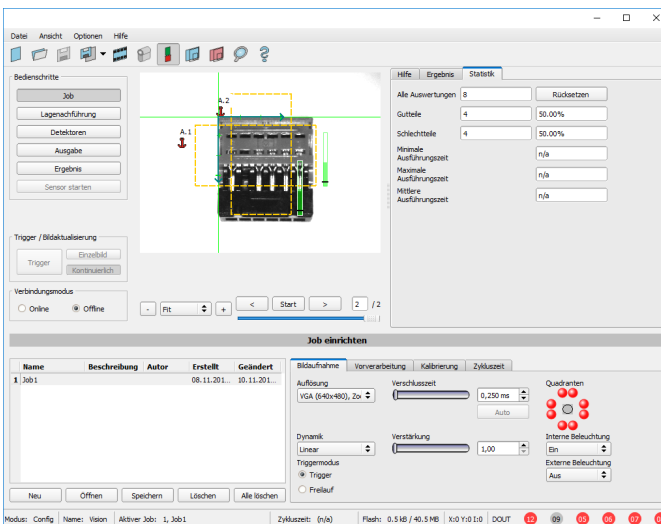 Datei Ansicht Optionen Hilfe
Bedienschritte
Job
Lagenachführung
Detektoren
Ausgabe
Ergebnis
Sensor starten
Trigger / Bildaktualisierung
Trigger
Einzelbild
Kontinuierlich
Verbindungsmodus
Online Offline
A.2
A.1
- Fit + < Start > 2 /2
Hilfe Ergebnis Statistik
Alle Auswertungen 8 Rücksetzen
Gutteile 4 50.00%
Schlechtteile 4 50.00%
Minimale
Ausführungszeit n/a
Maximale
Ausführungszeit n/a
Mittlere
Ausführungszeit n/a
Job einrichten
Name Beschreibung Autor Erstellt Geändert
1 Job1 08.11.201... 10.11.201...
Neu Öffnen Speichern Löschen Alle löschen
Bildaufnahme Vorverarbeitung Kalibrierung Zykluszeit
Auflösung Verschlusszeit Quadranten
VGA (640x480), Zoo 0,250 ms
Auto
Dynamik Verstärkung Interne Beleuchtung
Linear 1,00 Ein
Triggermodus Externe Beleuchtung
Trigger Aus
Freilauf
Modus: Config Name: Vision Aktiver Job: 1, Job1 Zykluszeit: (n/a) Flash: 0.5 kB / 40.5 MB X:0 Y:0 I:0 DOUT 12 09 05 06 07